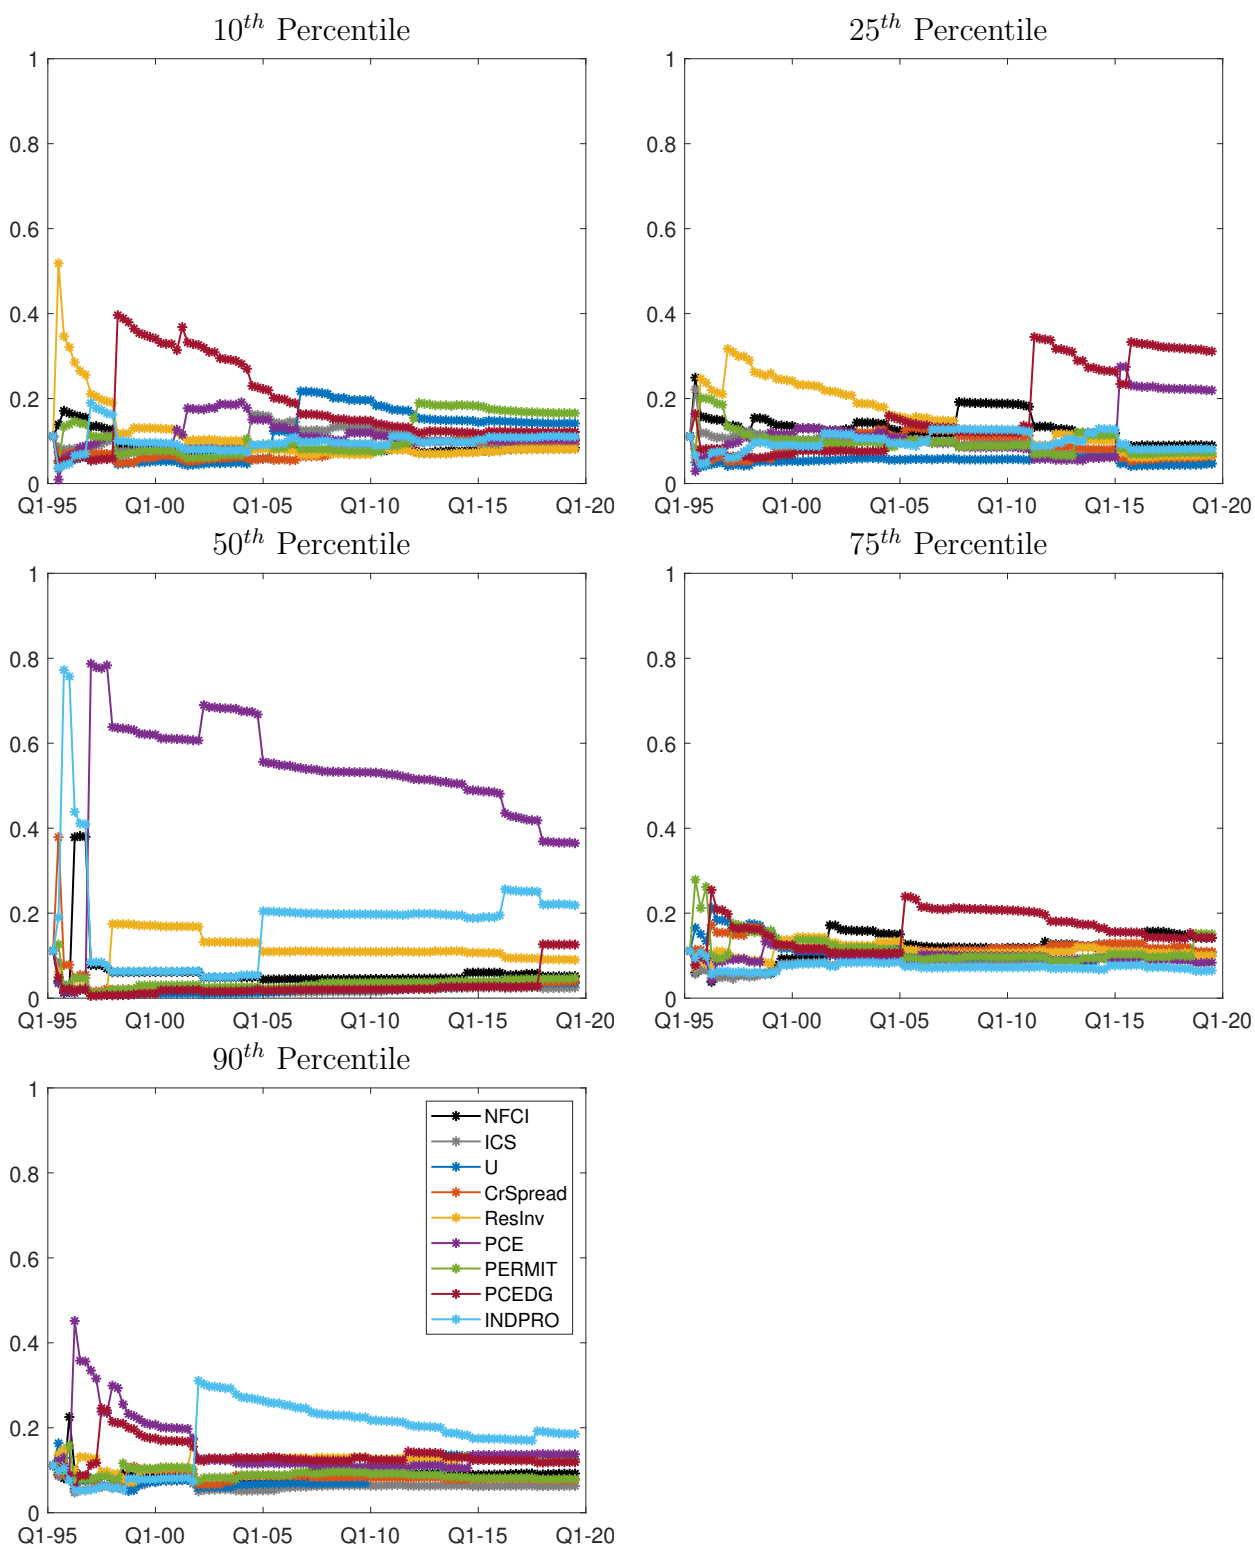 10th Percentile
1
0.8
0.6
0.4
0.2
0
Q1-95 Q1-00 Q1-05 Q1-10 Q1-15 Q1-20
25th Percentile
1
0.8
0.6
0.4
0.2
0
Q1-95 Q1-00 Q1-05 Q1-10 Q1-15 Q1-20
50th Percentile
1
0.8
0.6
0.4
0.2
0
Q1-95 Q1-00 Q1-05 Q1-10 Q1-15 Q1-20
75th Percentile
1
0.8
0.6
0.4
0.2
0
Q1-95 Q1-00 Q1-05 Q1-10 Q1-15 Q1-20
90th Percentile
1
0.8
0.6
0.4
0.2
0
Q1-95 Q1-00 Q1-05 Q1-10 Q1-15 Q1-20
NFCI
ICS
U
CrSpread
ResInv
PCE
PERMIT
PCEDG
INDPRO